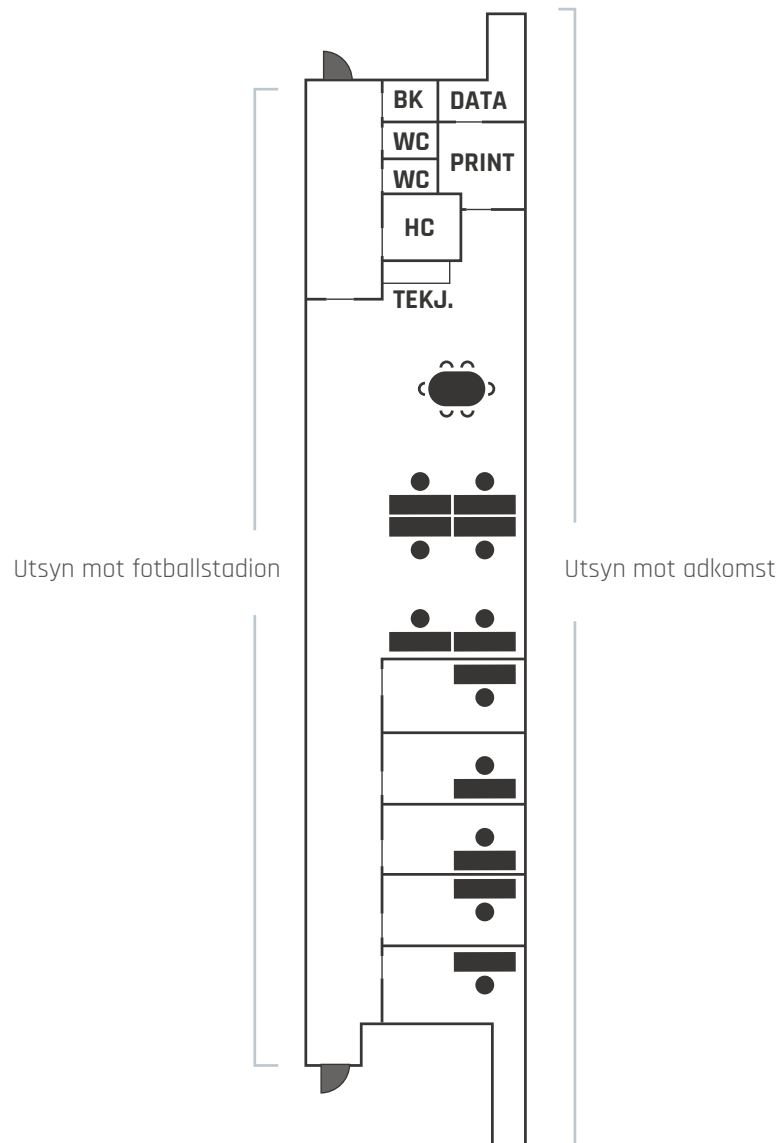 BK
DATA
WC
PRINT
WC
HC
TEKJ.
Utsyn mot fotballstadion
Utsyn mot adkomst